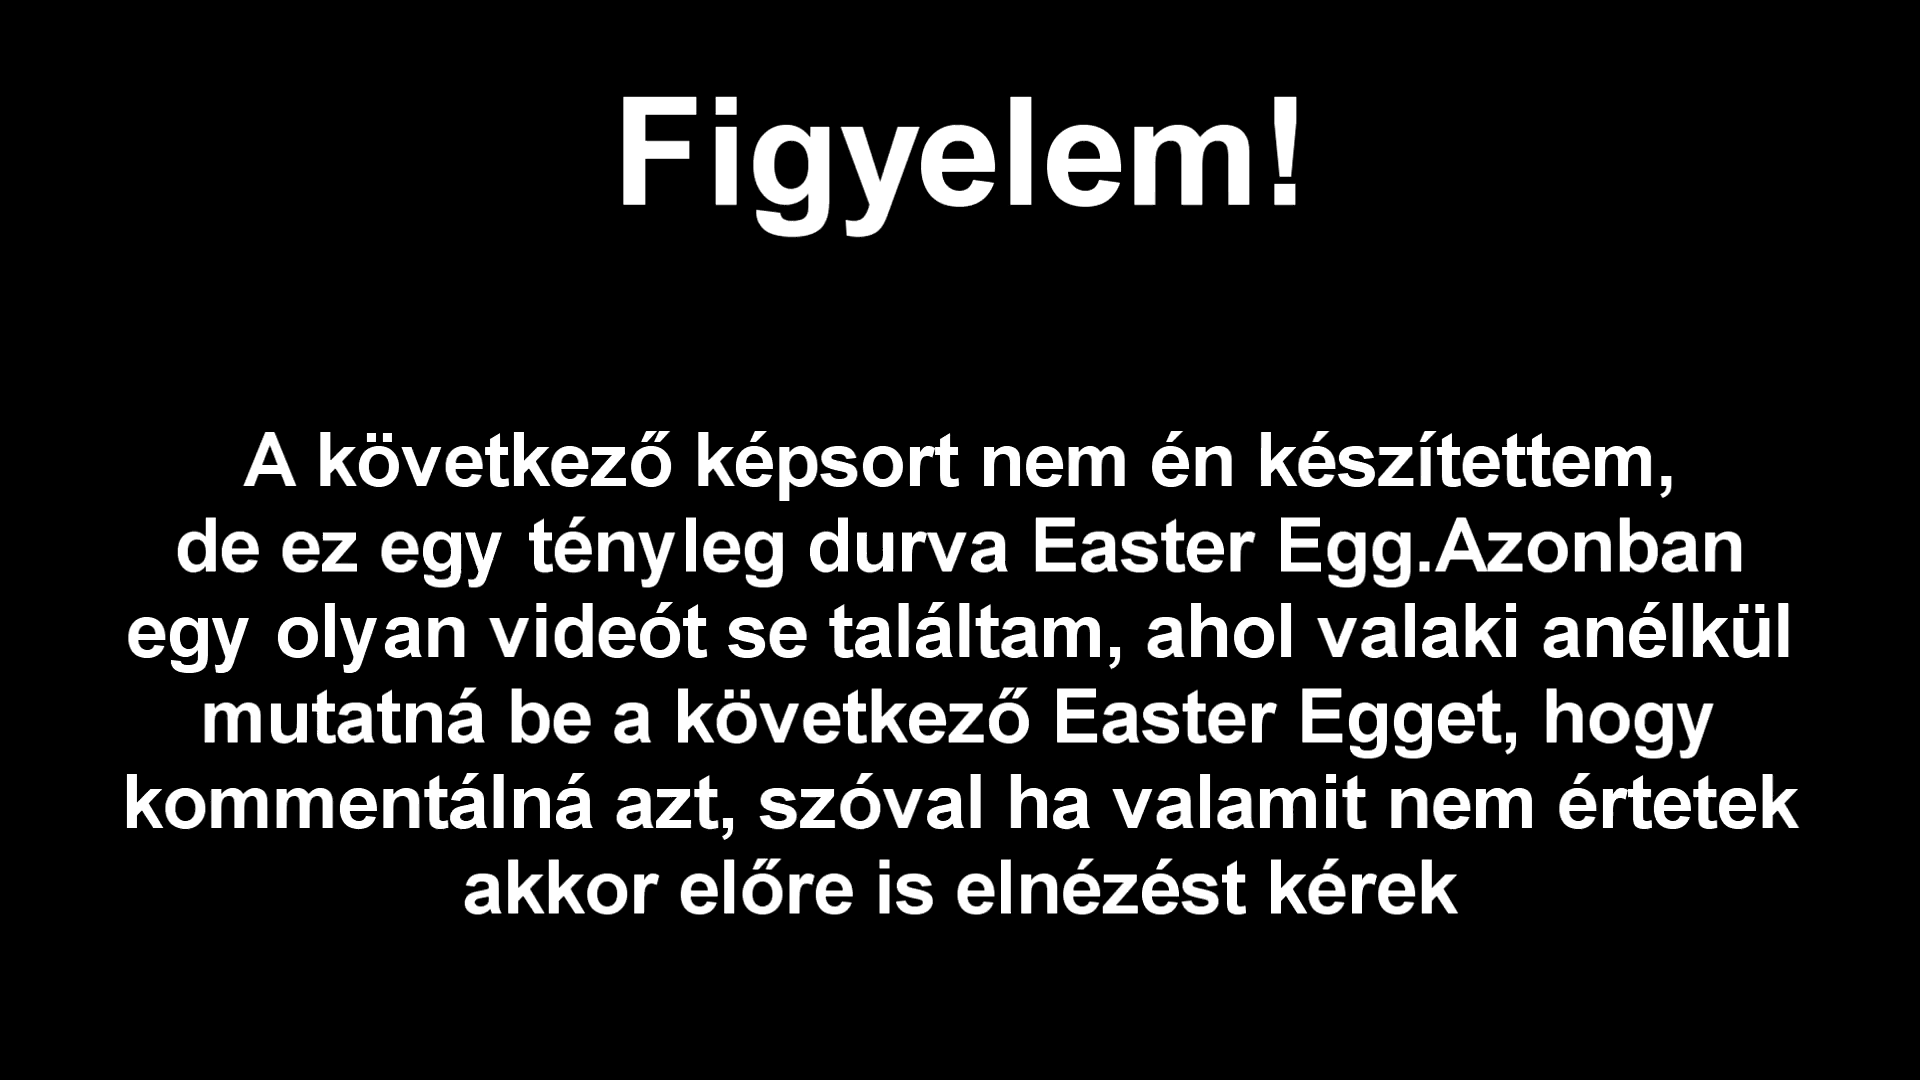 Figyelem!
A következő képsort nem én készítettem,
de ez egy tényleg durva Easter Egg.Azonban
egy olyan videót se találtam, ahol valaki anélkül
mutatná be a következő Easter Egget, hogy
kommentálná azt, szóval ha valamit nem értetek
akkor előre is elnézést kérek